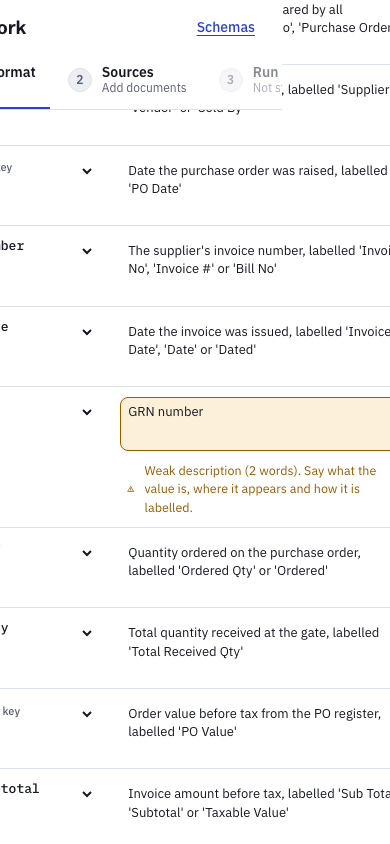 ared by all
ork
Schemas
o', 'Purchase Order
ormat
2
Sources
Add documents
3
Run
Not s
, labelled 'Supplier
'Vendor' or 'Sold By'
key
Date the purchase order was raised, labelled
'PO Date'
nber
The supplier's invoice number, labelled 'Invoi
No', 'Invoice #' or 'Bill No'
e
Date the invoice was issued, labelled 'Invoice
Date', 'Date' or 'Dated'
GRN number
Weak description (2 words). Say what the
value is, where it appears and how it is
labelled.
Quantity ordered on the purchase order,
labelled 'Ordered Qty' or 'Ordered'
y
Total quantity received at the gate, labelled
'Total Received Qty'
key
Order value before tax from the PO register,
labelled 'PO Value'
total
Invoice amount before tax, labelled 'Sub Tota
'Subtotal' or 'Taxable Value'